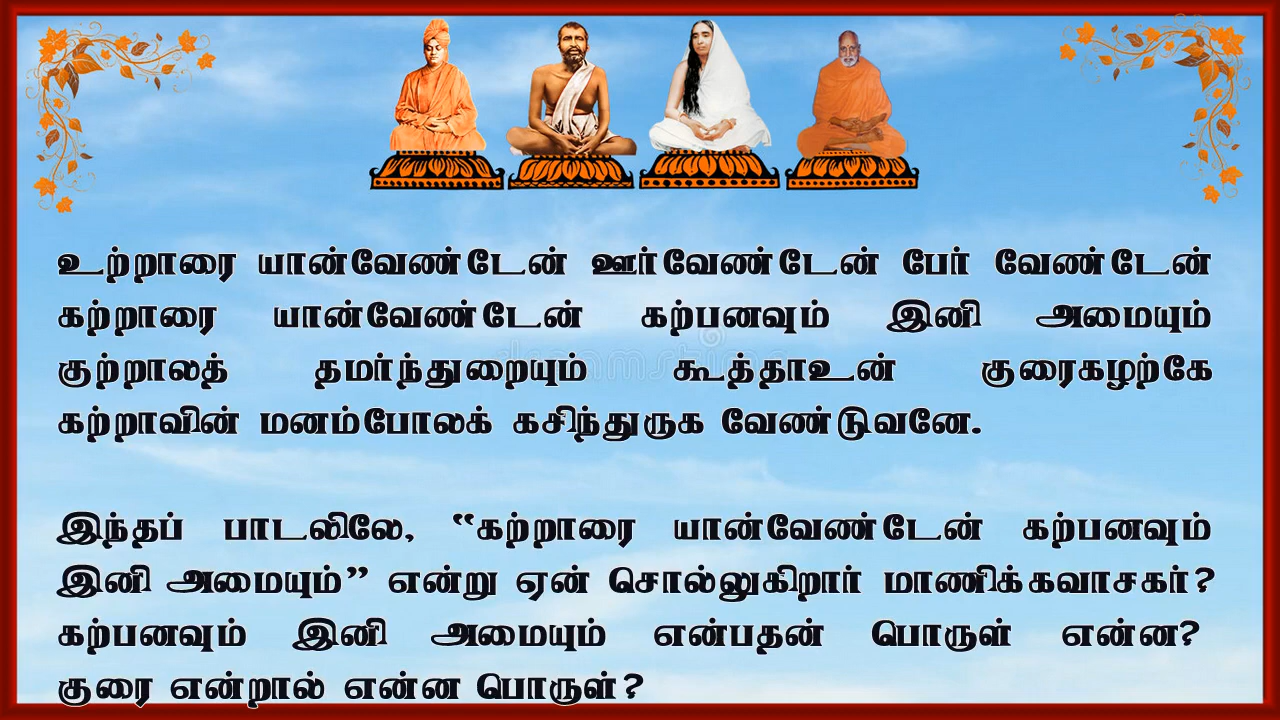 உற்றாரை யான்வேண்டேன் ஊர்வேண்டேன் பேர் வேண்டேன்
கற்றாரை யான்வேண்டேன் கற்பனவும் இனி அமையும்
குற்றாலத் தமர்ந்துறையும் கூத்தாஉன் குரைகழற்கே
கற்றாவின் மனம்போலக் கசிந்துருக வேண்டுவனே.
இந்தப் பாடலிலே, “கற்றாரை யான்வேண்டேன் கற்பனவும்
இனி அமையும்” என்று ஏன் சொல்லுகிறார் மாணிக்கவாசகர்?
கற்பனவும் இனி அமையும் என்பதன் பொருள் என்ன?
குரை என்றால் என்ன பொருள்?
dreamstime